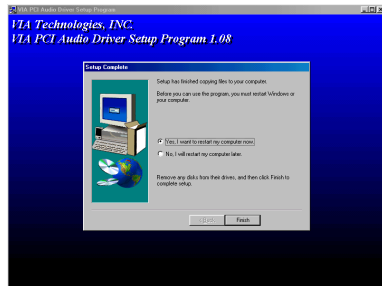 VIA PCI Audio Driver Setup Program
VIA Technologies, INC.
VIA PCI Audio Driver Setup Program 1.08
Setup Complete
Setup has finished copying files to your computer.
Before you can use the program, you must restart Windows or
your computer.
Yes, I want to restart my computer now.
No, I will restart my computer later.
Remove any disks from their drives, and then click Finish to
complete setup.
< Back
Finish